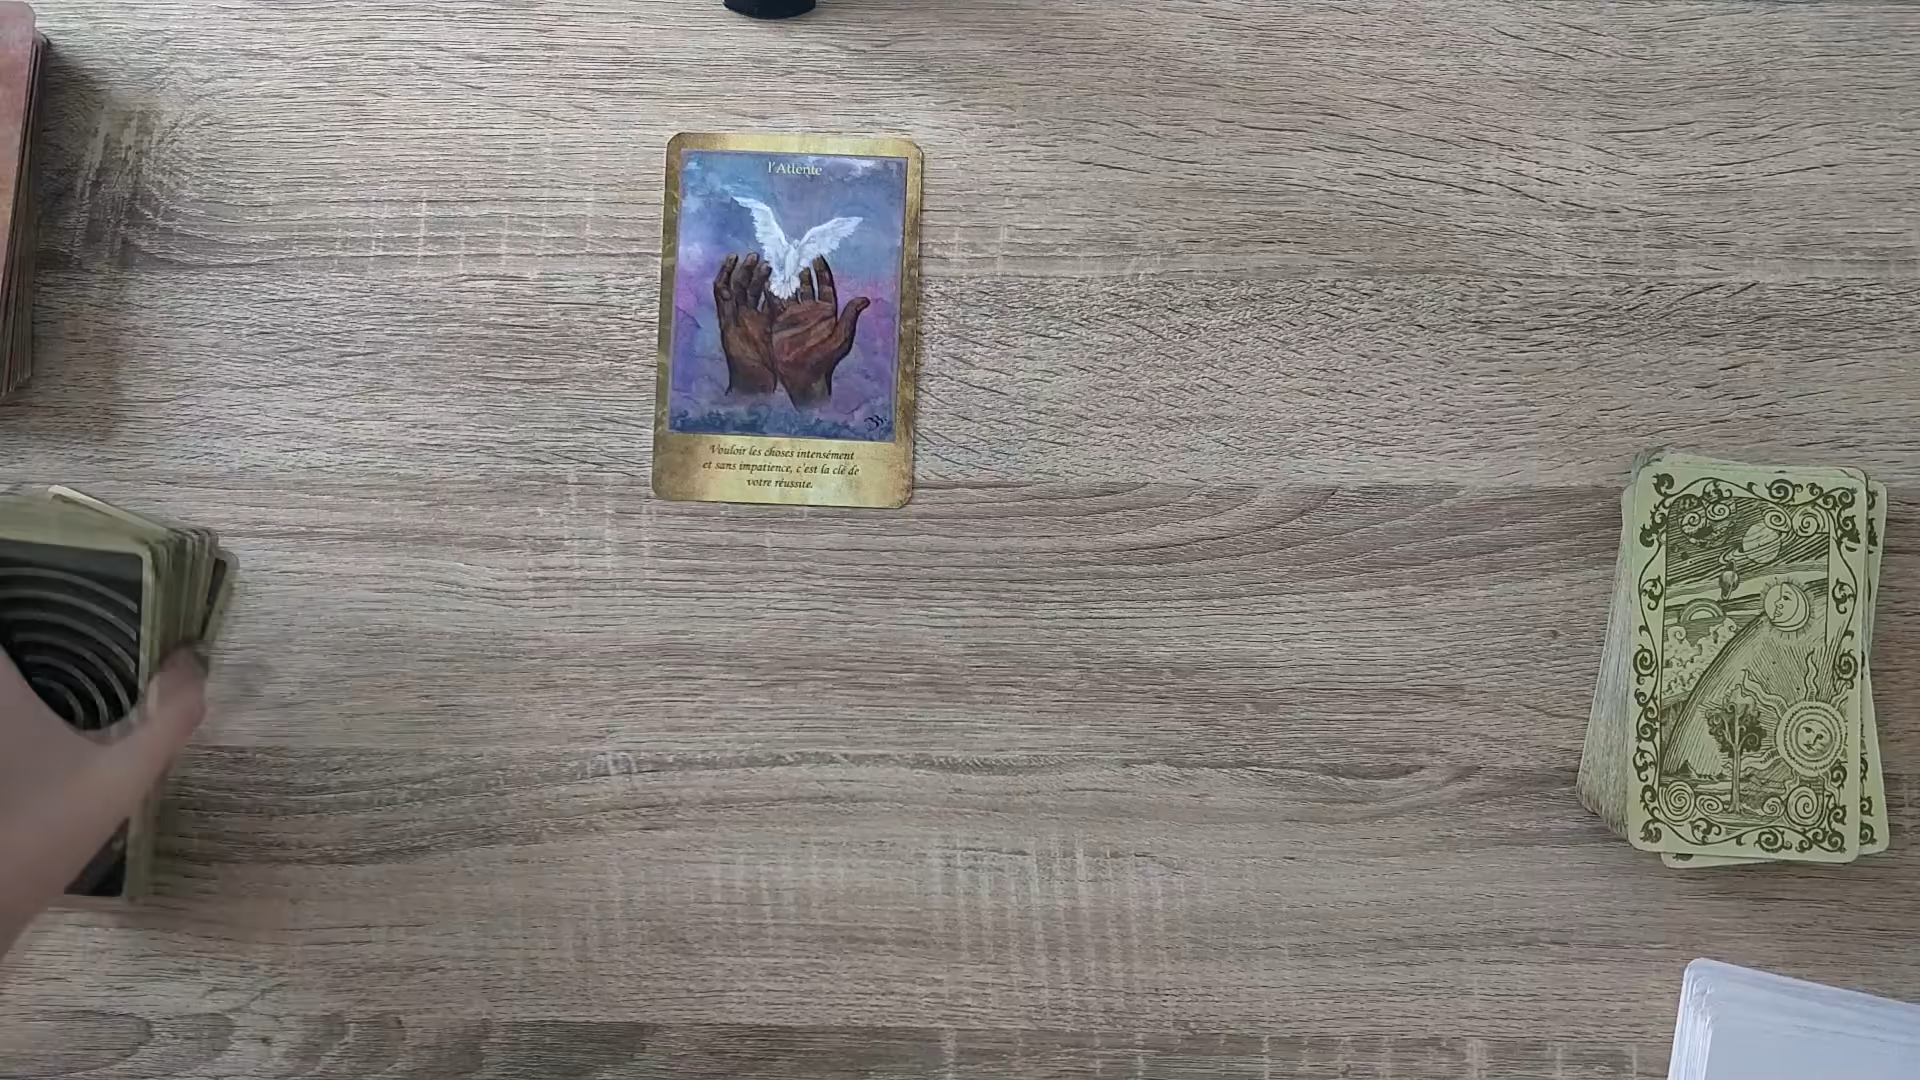 l'Attente
Vouloir les choses intensément
et sans impatience, c'est la clé de
votre réussite.